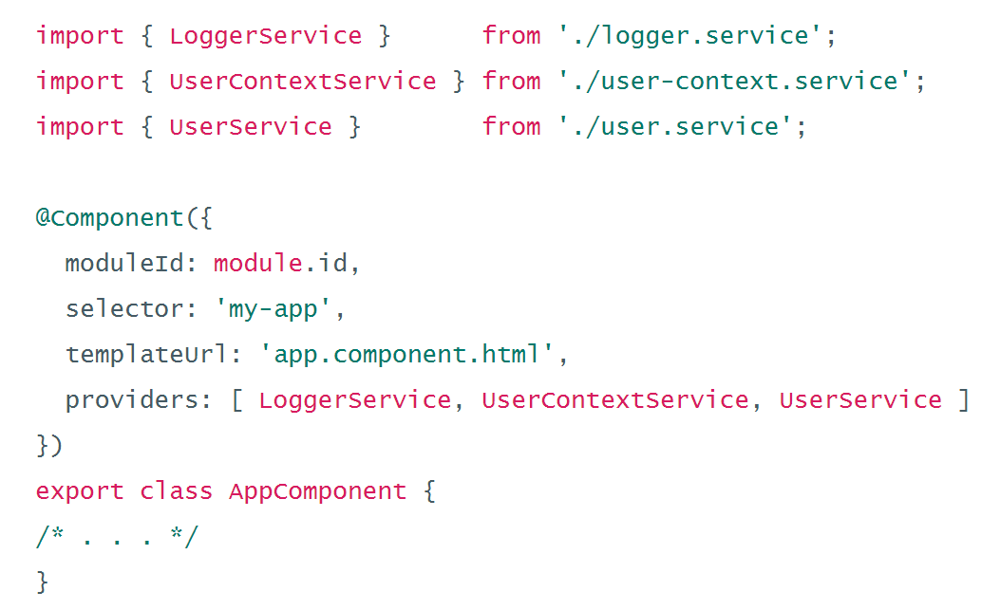 import { LoggerService }      from './logger.service';
import { UserContextService } from './user-context.service';
import { UserService }        from './user.service';

@Component({
  moduleId: module.id,
  selector: 'my-app',
  templateUrl: 'app.component.html',
  providers: [ LoggerService, UserContextService, UserService ]
})
export class AppComponent {
/* . . . */
}